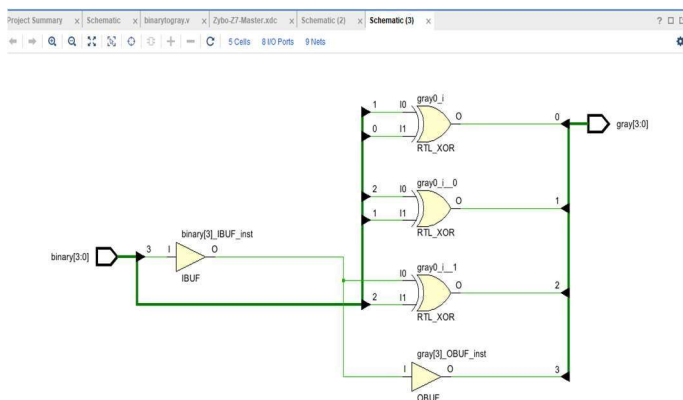 Project Summary x Schematic x binarytogray.v x Zybo-Z7-Master.xdc x Schematic (2) x Schematic (3) x ?
5 Cells 8 I/O Ports 9 Nets
gray0_i
1 I0
O 0
0 I1
RTL_XOR
gray[3:0]
gray0_i__0
2 I0
O 1
1 I1
RTL_XOR
binary[3]_IBUF_inst
binary[3:0] 3 I O
IBUF
gray0_i__1
I0
O 2
2 I1
RTL_XOR
gray[3]_OBUF_inst
I O 3
OBUF